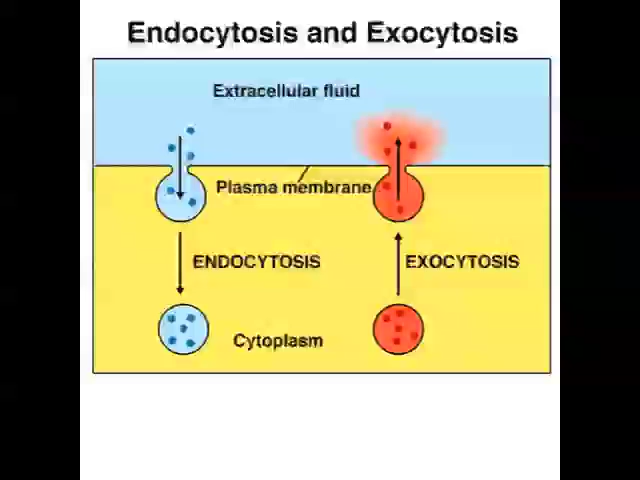 Endocytosis and Exocytosis
Extracellular fluid
Plasma membrane
ENDOCYTOSIS
EXOCYTOSIS
Cytoplasm